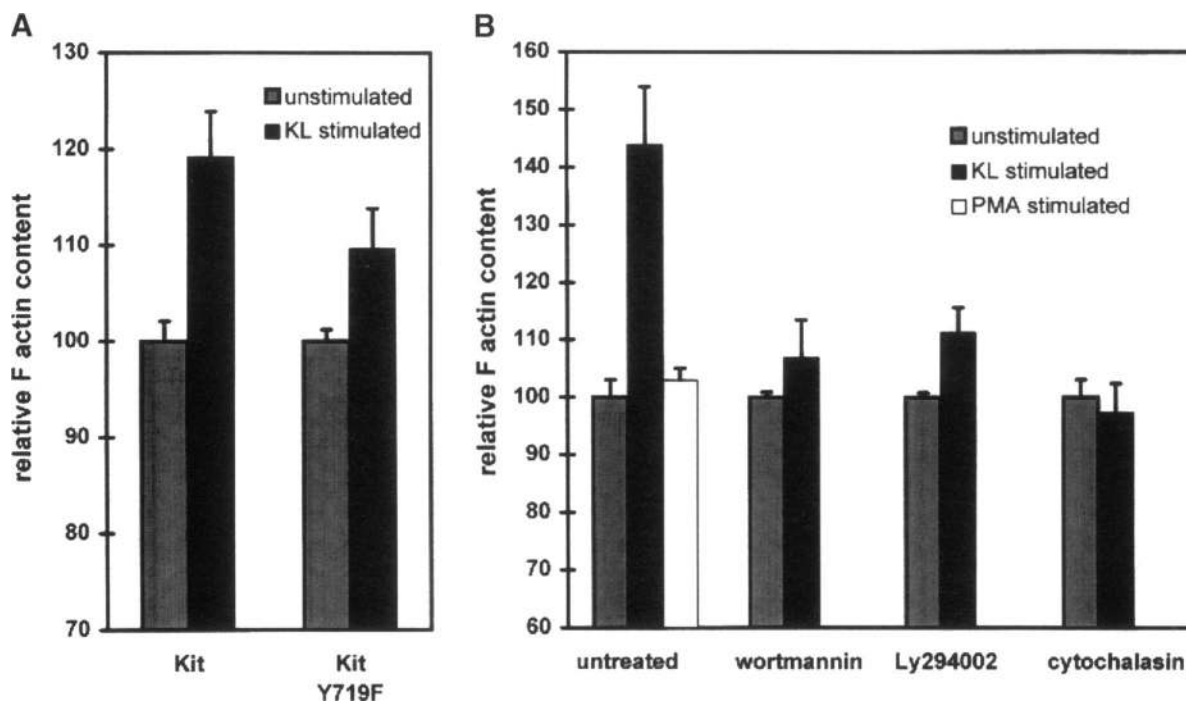 A
130
120
110
100
90
80
70
relative F actin content
unstimulated
KL stimulated
Kit
Kit
Y719F
B
160
150
140
130
120
110
100
90
80
70
60
relative F actin content
unstimulated
KL stimulated
PMA stimulated
untreated
wortmannin
Ly294002
cytochalasin